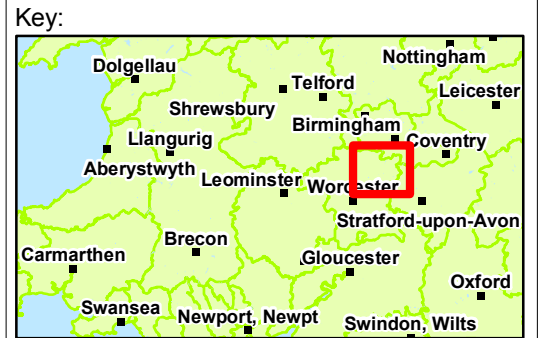 Key:
Nottingham
Dolgellau
Telford
Leicester
Shrewsbury
Birmingham
Coventry
Llangurig
Aberystwyth
Leominster
Worcester
Stratford-upon-Avon
Brecon
Gloucester
Carmarthen
Oxford
Swansea
Newport, Newpt
Swindon, Wilts